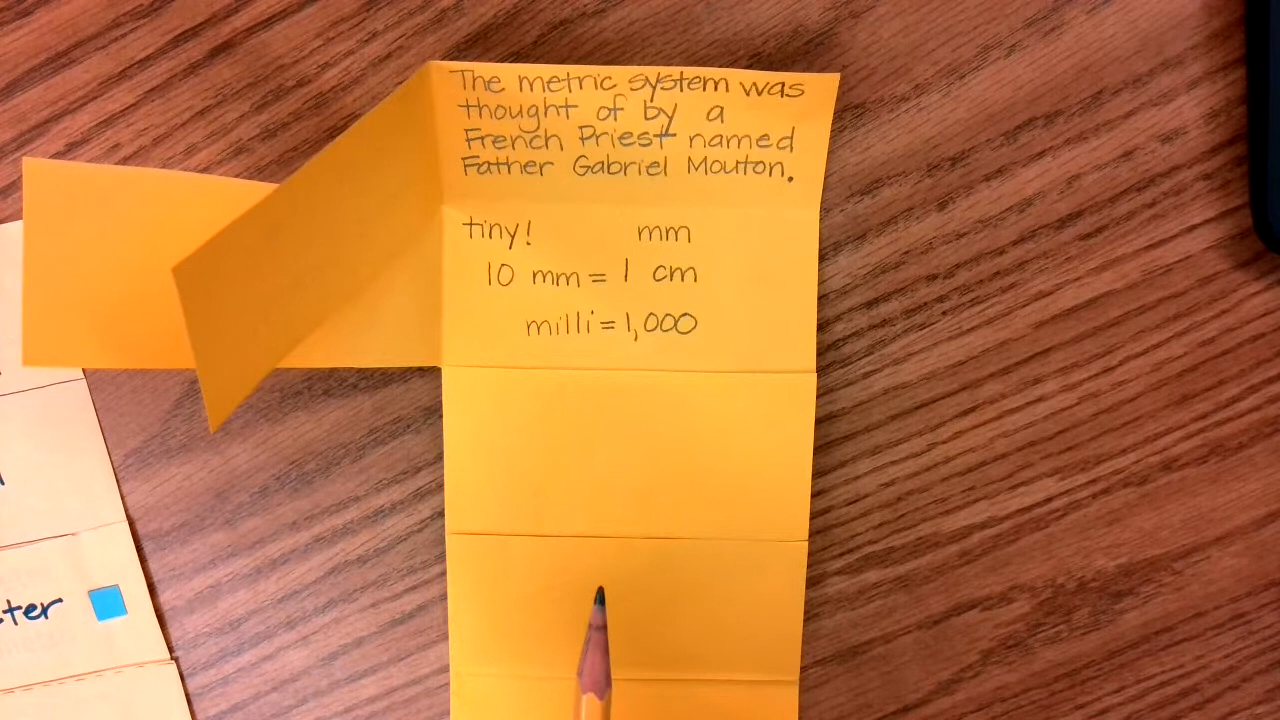 The metric system was
thought of by a
French Priest named
Father Gabriel Mouton.
tiny! mm
10 mm = 1 cm
milli = 1,000